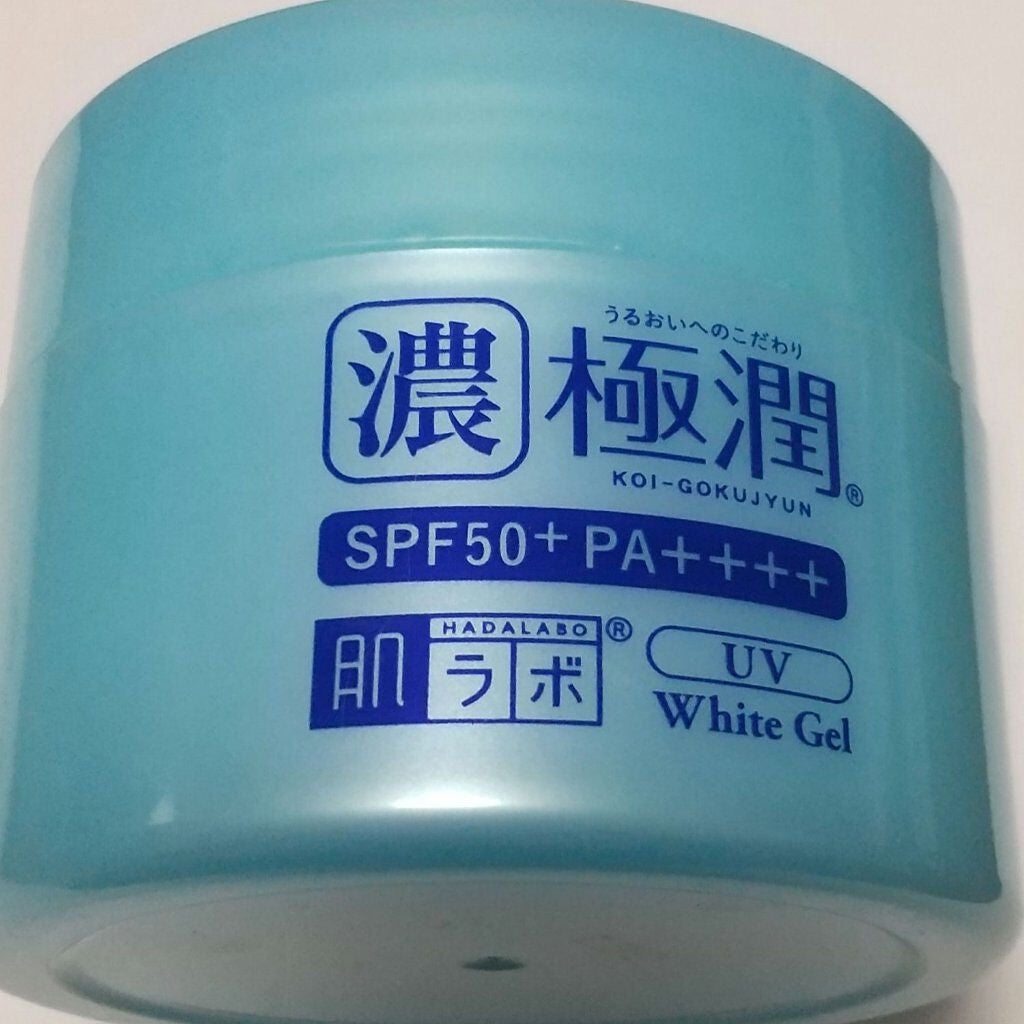 うるおいへのこだわり
濃 極潤®
KOI-GOKUJYUN
SPF50+ PA++++
HADALABO ®
肌ラボ
UV
White Gel